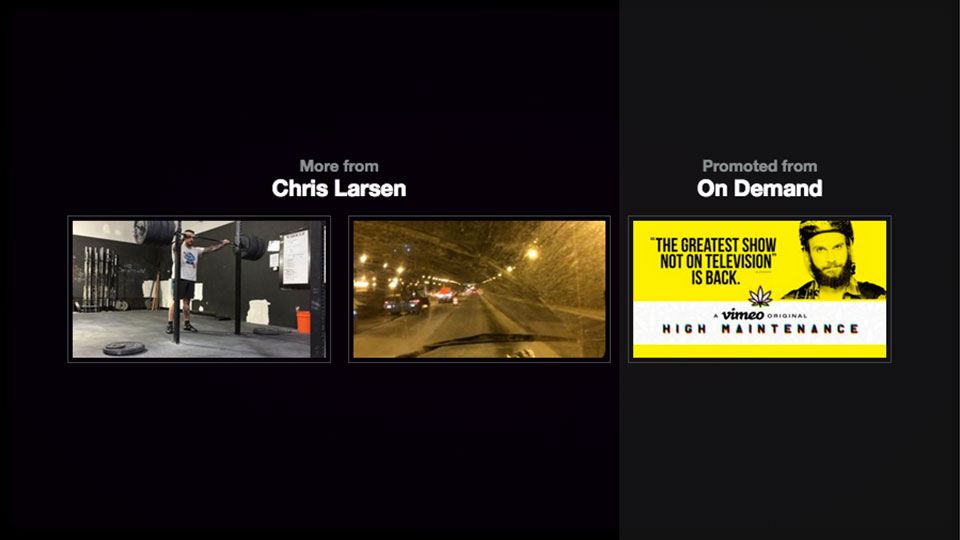 More from
Chris Larsen
Promoted from
On Demand
"THE GREATEST SHOW
NOT ON TELEVISION"
IS BACK.
A vimeo ORIGINAL
HIGH MAINTENANCE